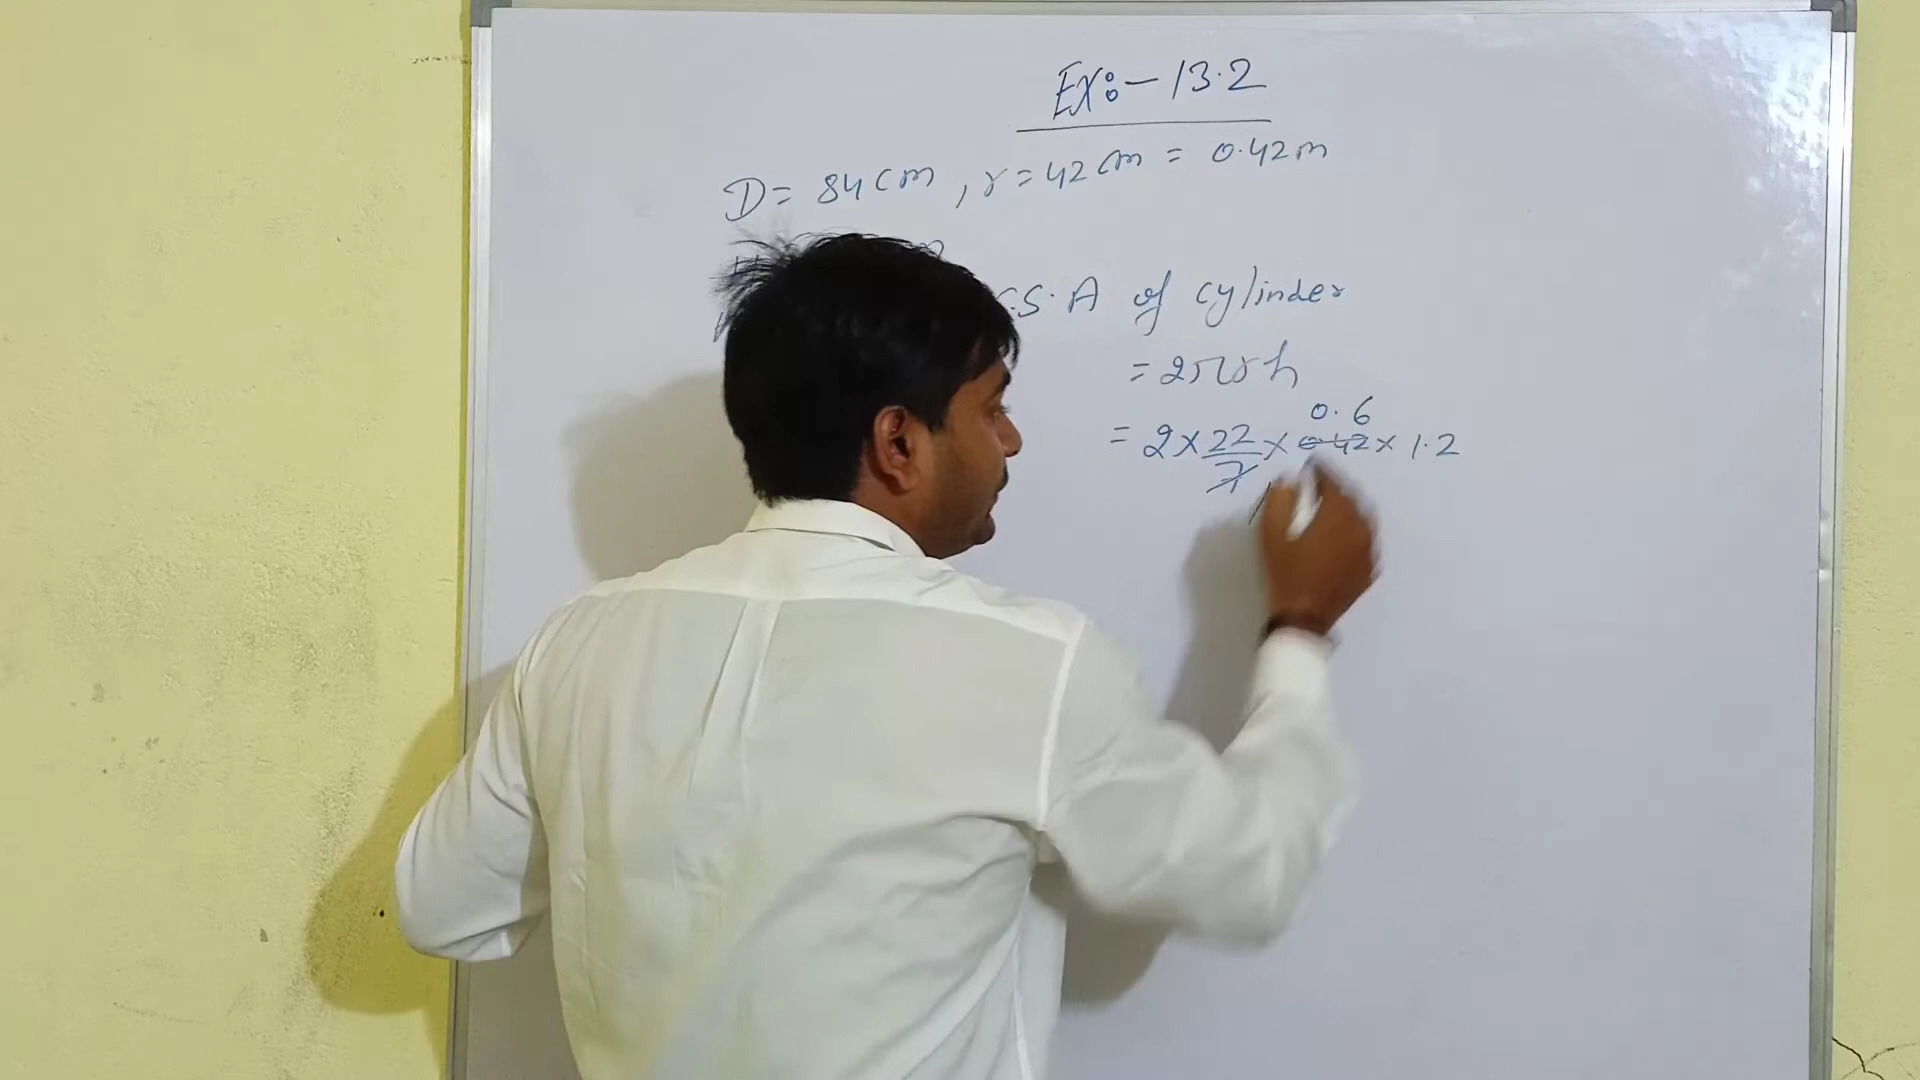 Ex:- 13.2
D = 84 cm, r = 42 cm = 0.42 m
C.S.A of cylinder
= 2πrh
0.6
= 2 × 22/7 × 0.42 × 1.2